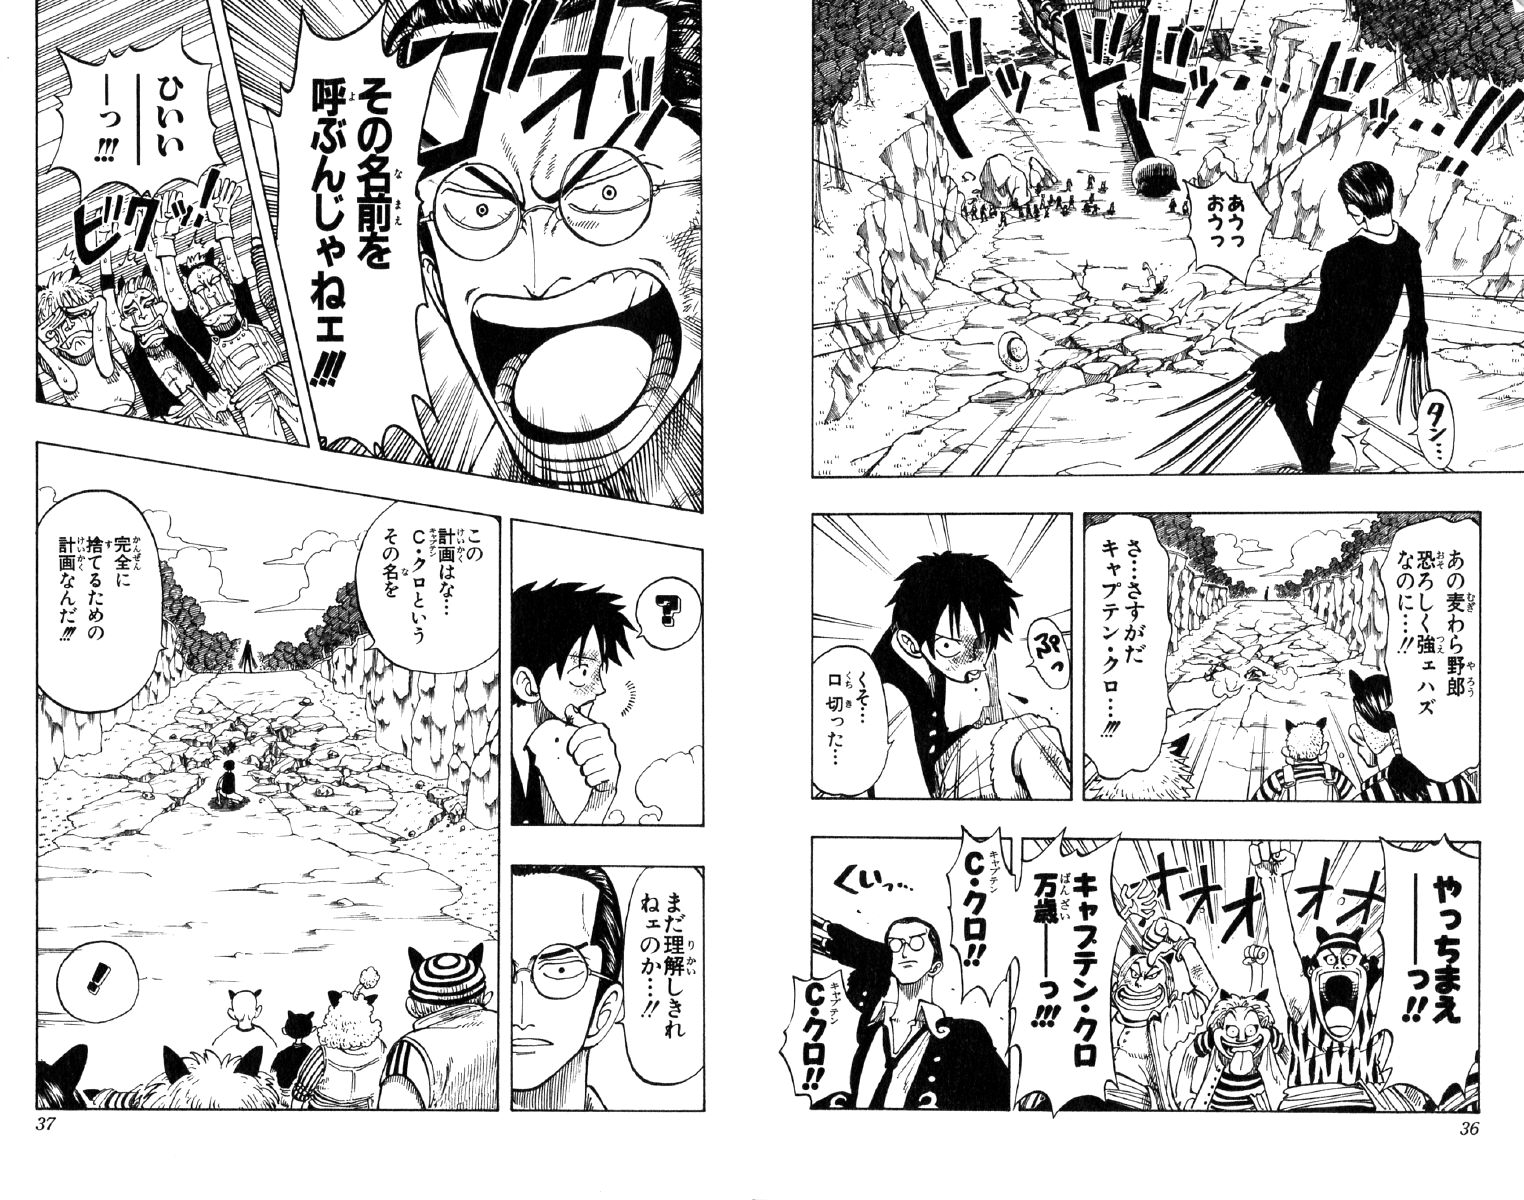 ドドドッ…ドドッ…!!
あうっ
おうっ
タン…
あの麦わら野郎
恐ろしく強ェハズ
なのに…!!
さ…さすがだ
キャプテン・クロ…!!!
ぷっ
くそ…
口切った…
やっちまえ
――っ!!
オオオオオ
キャプテン・クロ
万歳――っ!!!
C・クロ!!
C・クロ!!
くいっ…
ゴオッ
その名前を
呼ぶんじゃねェ!!!
ひいい
――っ!!!
ビクッ!
?
まだ理解しきれ
ねェのか…!!
この
計画はな…
C・クロという
その名を
完全に
捨てるための
計画なんだ!!!
!
36
37